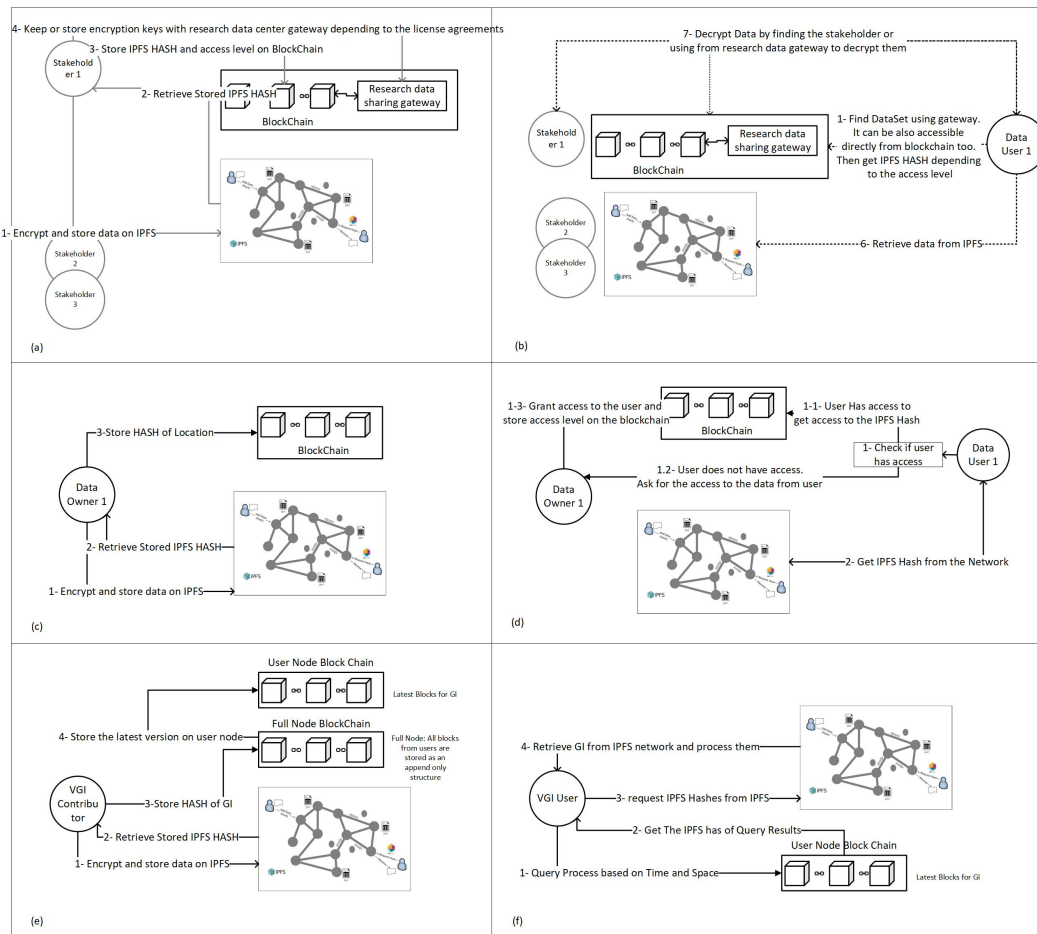 4- Keep or store encryption keys with research data center gateway depending to the license agreements
3- Store IPFS HASH and access level on BlockChain
Stakehold
er 1
2- Retrieve Stored IPFS HASH
Research data
sharing gateway
BlockChain
1- Encrypt and store data on IPFS
IPFS
Stakeholder
2
Stakeholder
3
(a)
7- Decrypt Data by finding the stakeholder or
using from research data gateway to decrypt them
Stakehold
er 1
Research data
sharing gateway
BlockChain
1- Find DataSet using gateway.
It can be also accessible
directly from blockchain too.
Then get IPFS HASH depending
to the access level
Data
User 1
Stakeholder
2
Stakeholder
3
6- Retrieve data from IPFS
IPFS
(b)
3-Store HASH of Location
BlockChain
Data
Owner 1
2- Retrieve Stored IPFS HASH
1- Encrypt and store data on IPFS
IPFS
(c)
1-3- Grant access to the user and
store access level on the blockchain
BlockChain
1-1- User Has access to
get access to the IPFS Hash
1- Check if user
has access
Data
User 1
1.2- User does not have access.
Ask for the access to the data from user
Data
Owner 1
2- Get IPFS Hash from the Network
IPFS
(d)
User Node Block Chain
Latest Blocks for GI
4- Store the latest version on user node
Full Node BlockChain
Full Node: All blocks
from users are
stored as an
append only
structure
VGI
Contribu
tor
3-Store HASH of GI
2- Retrieve Stored IPFS HASH
1- Encrypt and store data on IPFS
IPFS
(e)
4- Retrieve GI from IPFS network and process them
VGI User
3- request IPFS Hashes from IPFS
IPFS
2- Get The IPFS has of Query Results
User Node Block Chain
1- Query Process based on Time and Space
Latest Blocks for GI
(f)